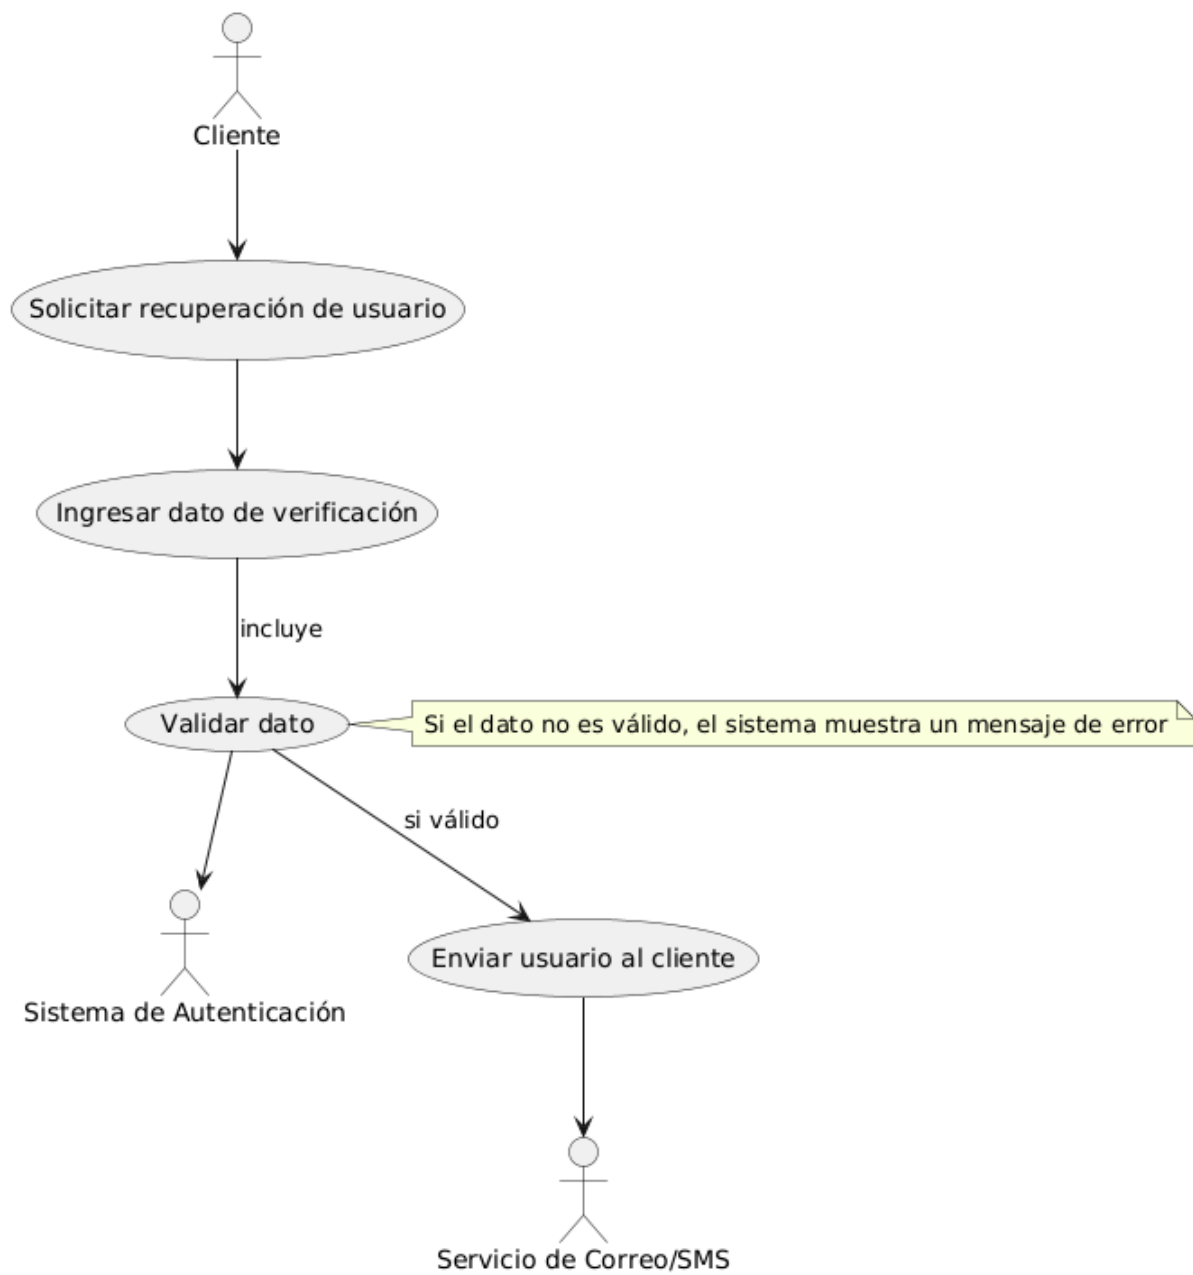 Cliente
Solicitar recuperación de usuario
Ingresar dato de verificación
incluye
Validar dato
Si el dato no es válido, el sistema muestra un mensaje de error
si válido
Enviar usuario al cliente
Sistema de Autenticación
Servicio de Correo/SMS